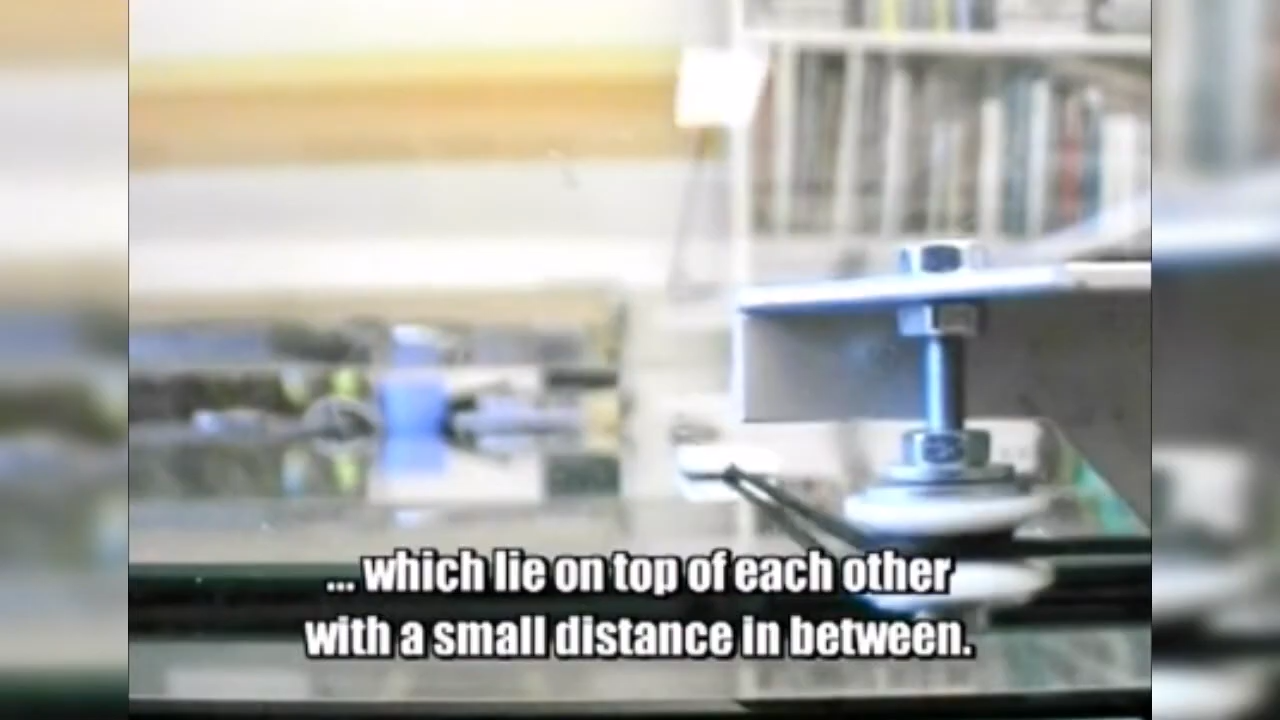 ... which lie on top of each other
with a small distance in between.